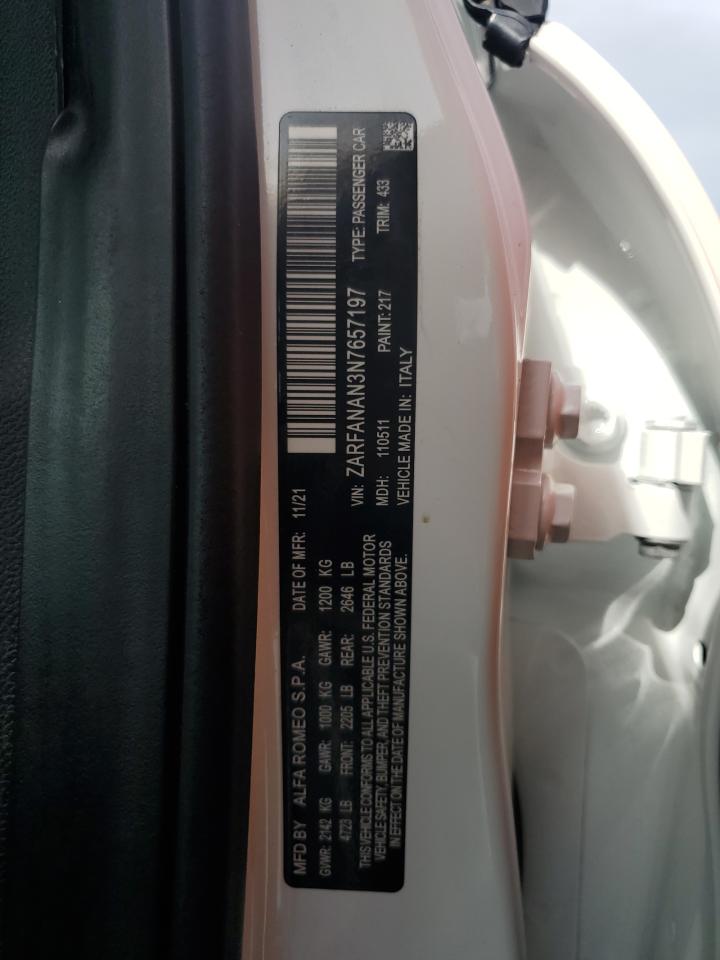 MFD BY ALFA ROMEO S.P.A. DATE OF MFR: 11/21
GVWR: 2142 KG GAWR: 1000 KG GAWR: 1200 KG
4723 LB FRONT: 2205 LB REAR: 2646 LB
THIS VEHICLE CONFORMS TO ALL APPLICABLE U.S. FEDERAL MOTOR
VEHICLE SAFETY, BUMPER, AND THEFT PREVENTION STANDARDS
IN EFFECT ON THE DATE OF MANUFACTURE SHOWN ABOVE.
VIN: ZARFANAN3N7657197 TYPE: PASSENGER CAR
MDH: 110511 PAINT: 217 TRIM: 433
VEHICLE MADE IN: ITALY